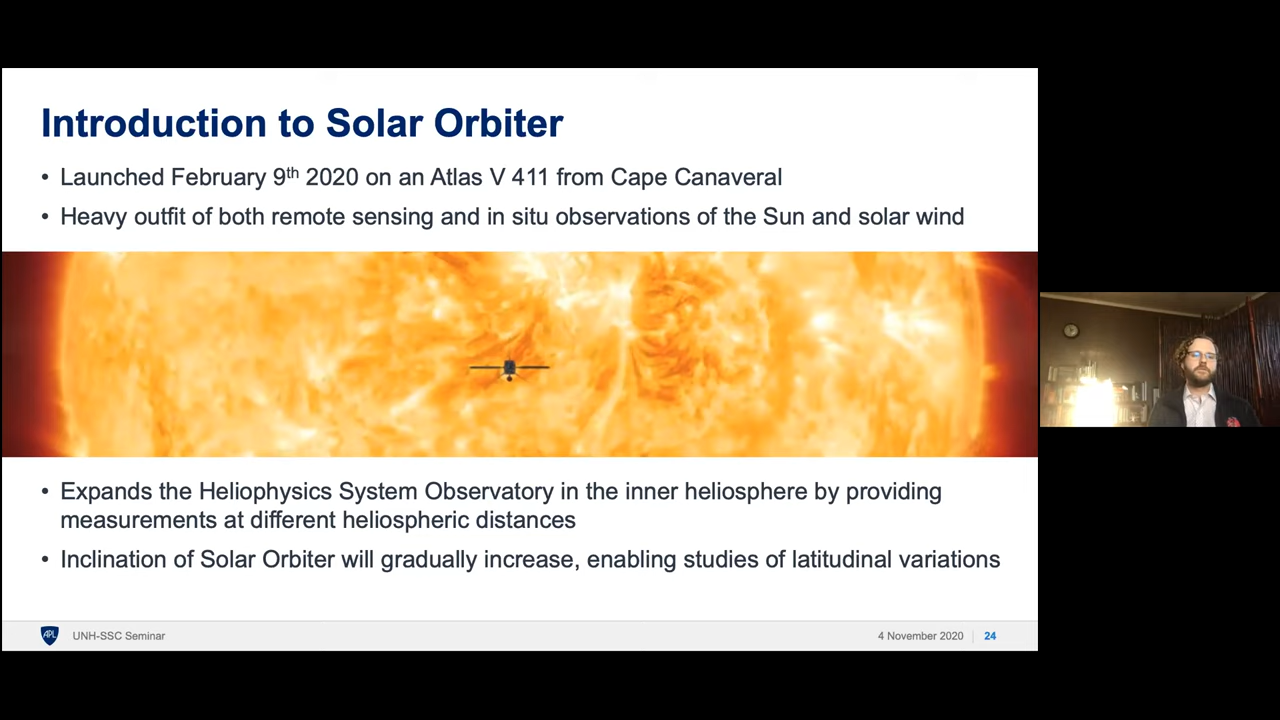 Introduction to Solar Orbiter
• Launched February 9th 2020 on an Atlas V 411 from Cape Canaveral
• Heavy outfit of both remote sensing and in situ observations of the Sun and solar wind
• Expands the Heliophysics System Observatory in the inner heliosphere by providing
measurements at different heliospheric distances
• Inclination of Solar Orbiter will gradually increase, enabling studies of latitudinal variations
APL
UNH-SSC Seminar
4 November 2020
24